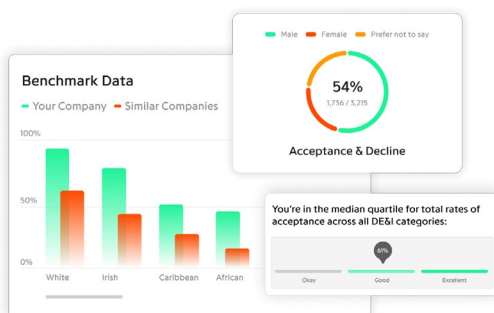 Male Female Prefer not to say
54%
1,736 / 3,215
Acceptance & Decline
Benchmark Data
Your Company Similar Companies
100%
50%
0%
White Irish Caribbean African
You're in the median quartile for total rates of
acceptance across all DE&I categories:
61%
Okay Good Excellent